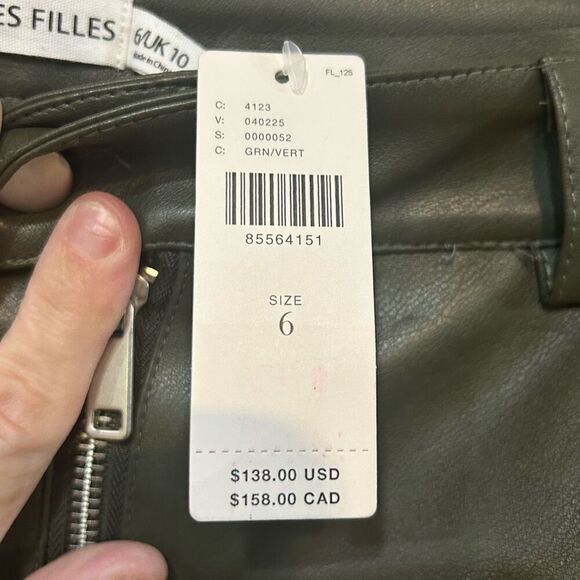 ES FILLES
6/UK 10
Made in China
FL_125
C: 4123
V: 040225
S: 0000052
C: GRN/VERT
85564151
SIZE
6
$138.00 USD
$158.00 CAD